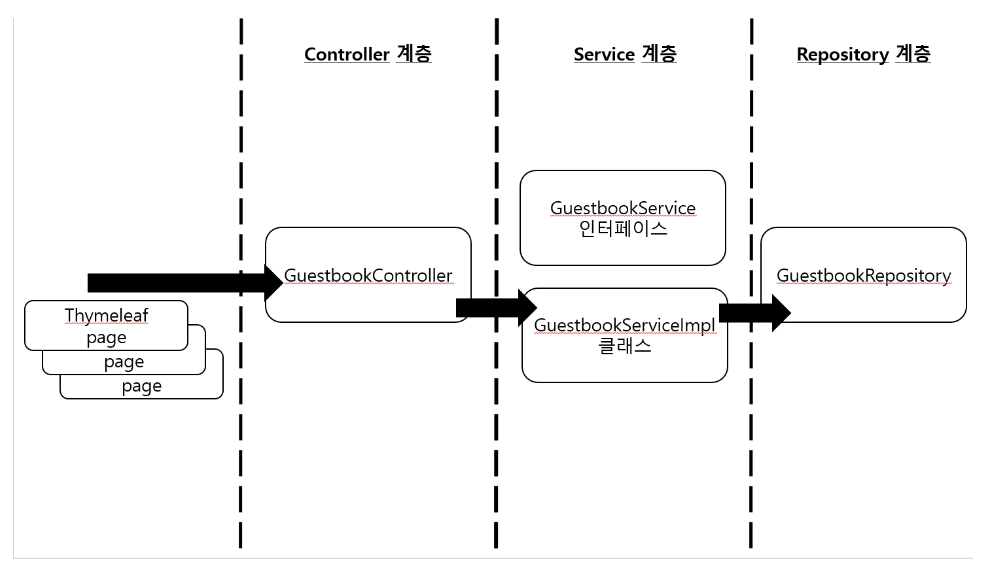 Controller 계층
Service 계층
Repository 계층
GuestbookService
인터페이스
GuestbookController
GuestbookRepository
Thymeleaf
page
page
page
GuestbookServiceImpl
클래스